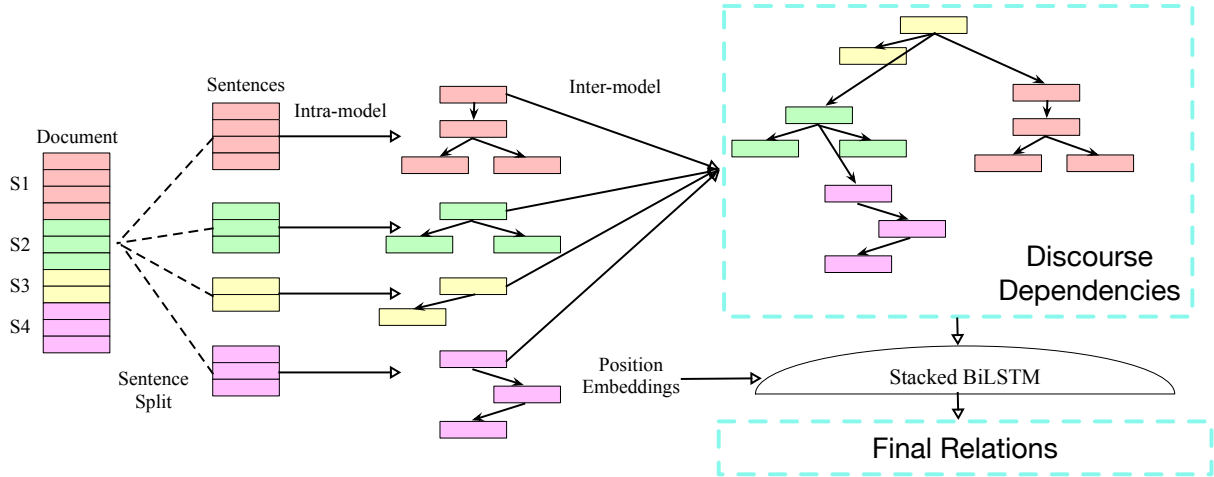 Document
S1
S2
S3
S4
Sentence
Split
Sentences
Intra-model
Inter-model
Discourse
Dependencies
Position
Embeddings
Stacked BiLSTM
Final Relations